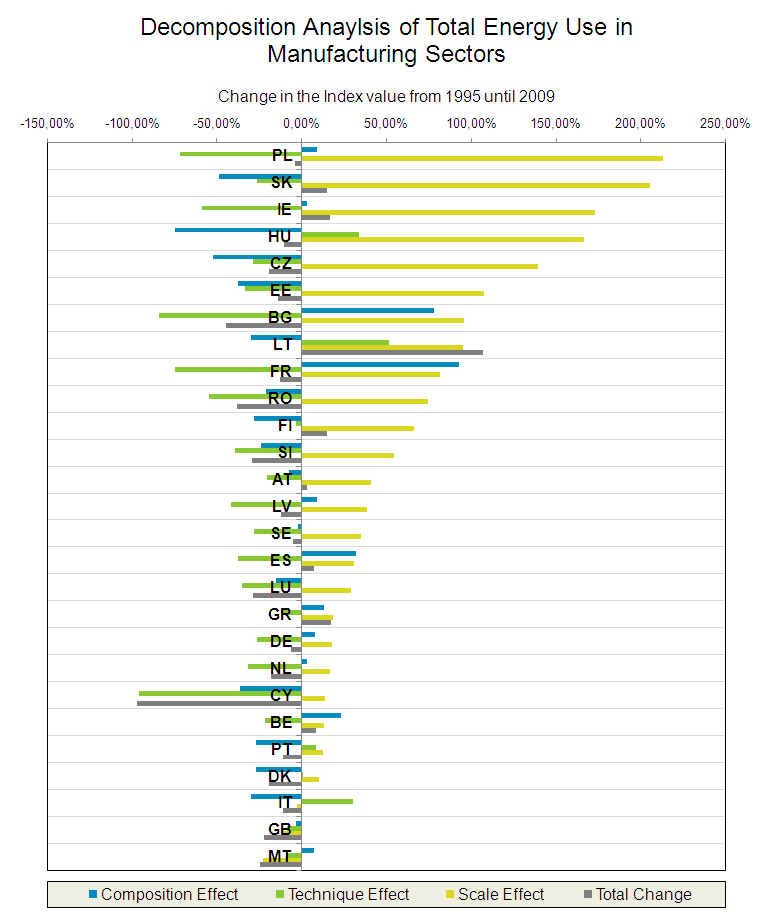 Decomposition Anaylsis of Total Energy Use in
Manufacturing Sectors
Change in the Index value from 1995 until 2009
-150,00% -100,00% -50,00% 0,00% 50,00% 100,00% 150,00% 200,00% 250,00%
PL
SK
IE
HU
CZ
EE
BG
LT
FR
RO
FI
SI
AT
LV
SE
ES
LU
GR
DE
NL
CY
BE
PT
DK
IT
GB
MT
Composition Effect Technique Effect Scale Effect Total Change